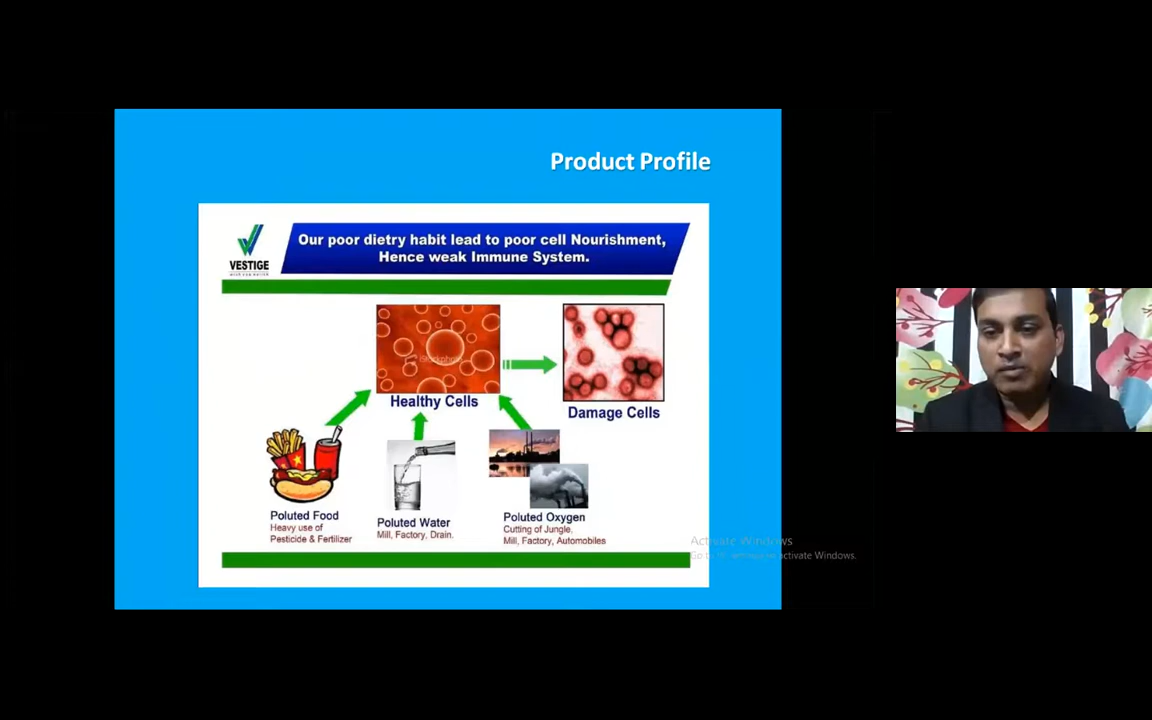 Product Profile
Our poor dietry habit lead to poor cell Nourishment,
Hence weak Immune System.
VESTIGE
Healthy Cells
Damage Cells
Poluted Food
Heavy use of
Pesticide & Fertilizer
Poluted Water
Mill, Factory, Drain.
Poluted Oxygen
Cutting of Jungle,
Mill, Factory, Automobiles
Activate Windows
activate Windows.